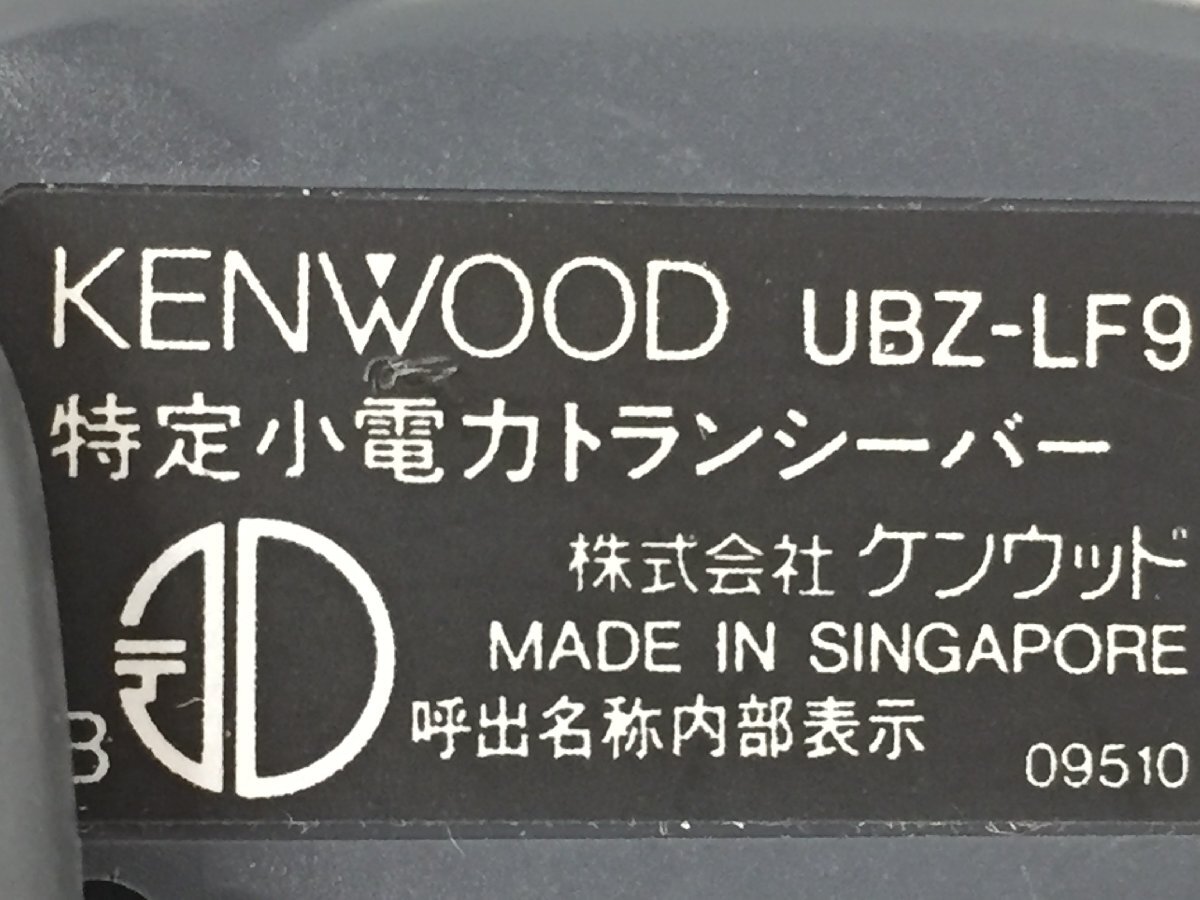 KENWOOD UBZ-LF9
特定小電力トランシーバー
株式会社 ケンウッド
MADE IN SINGAPORE
呼出名称内部表示
09510